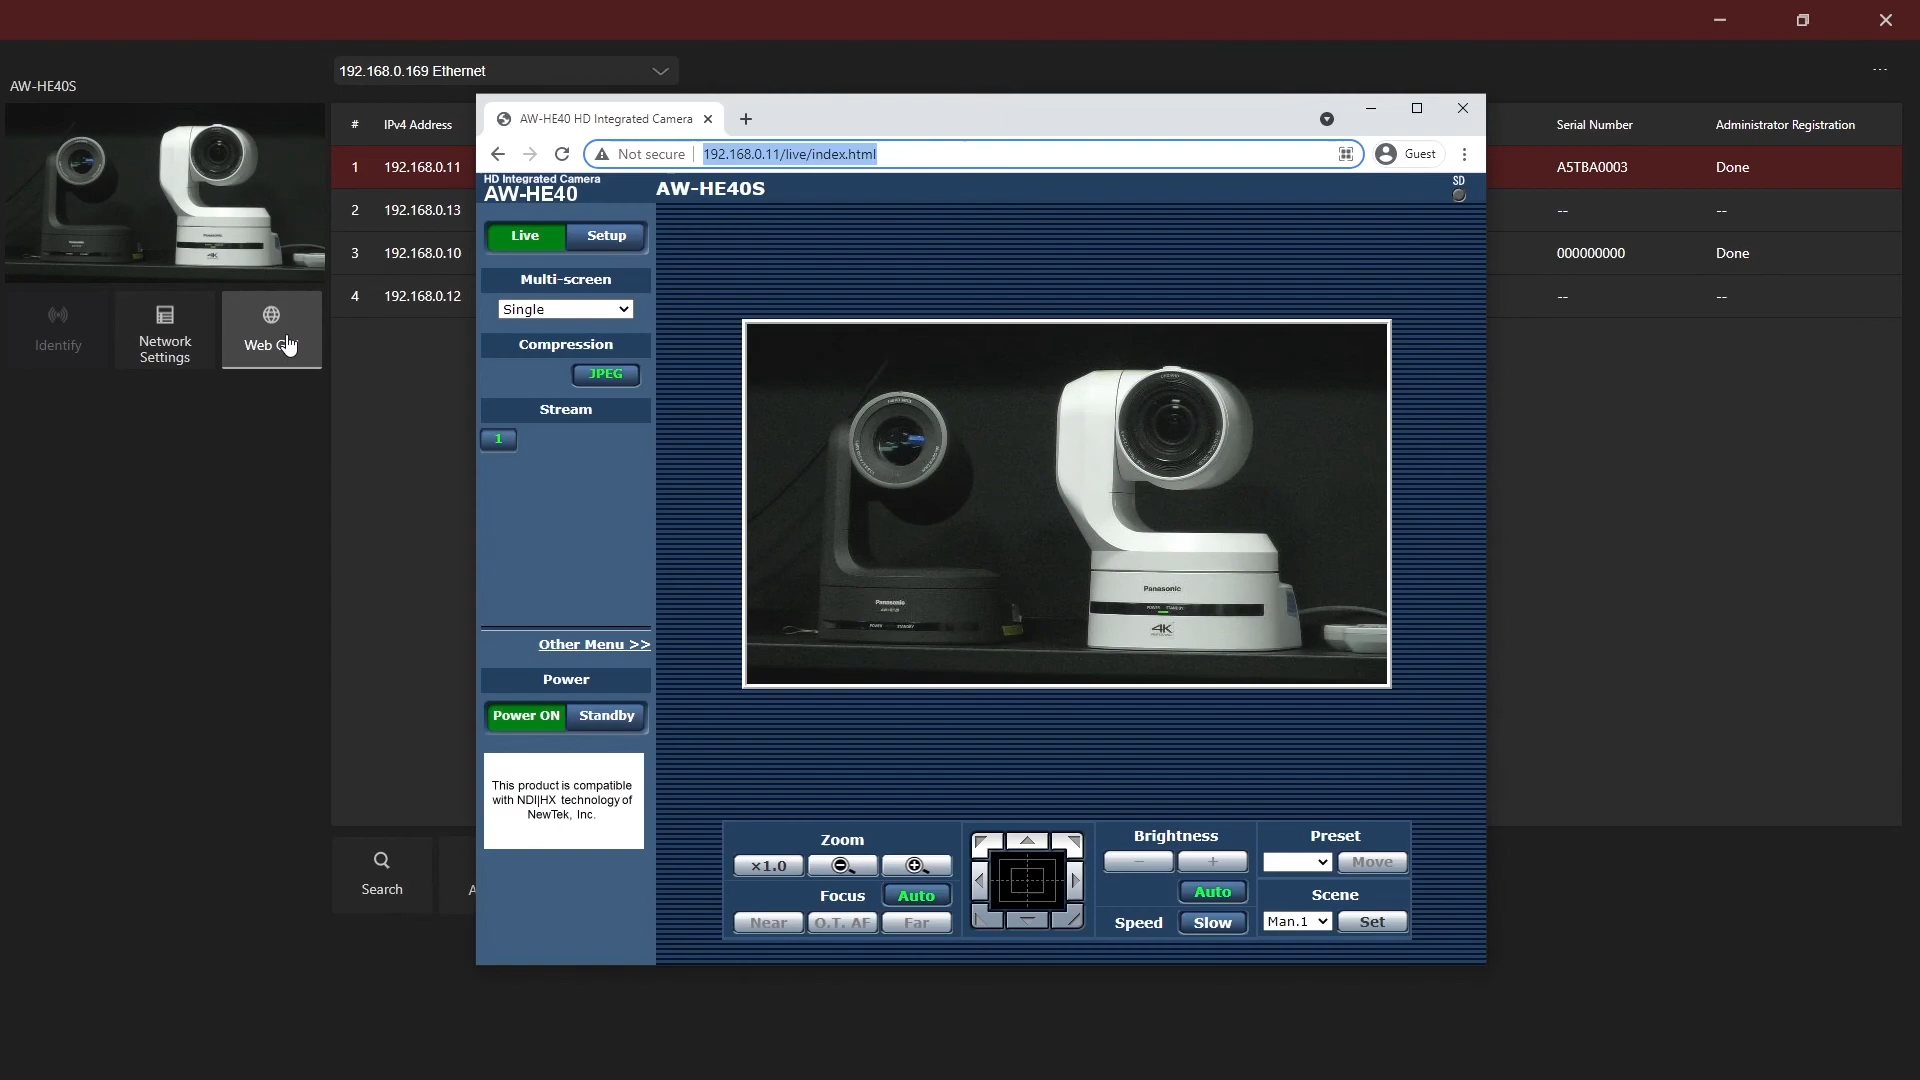 AW-HE40S
192.168.0.169 Ethernet
...
Identify
Network
Settings
Web
# IPv4 Address
Serial Number Administrator Registration
1 192.168.0.11
A5TBA0003 Done
2 192.168.0.13
-- --
3 192.168.0.10
000000000 Done
4 192.168.0.12
-- --
Search
A
AW-HE40 HD Integrated Camera
Not secure 192.168.0.11/live/index.html
Guest
HD Integrated Camera
AW-HE40
AW-HE40S
SD
Live Setup
Multi-screen
Single
Compression
JPEG
Stream
1
Other Menu >>
Power
Power ON Standby
This product is compatible
with NDI|HX technology of
NewTek, Inc.
Panasonic
POWER STANDBY
Panasonic
POWER STANDBY
4K
Zoom
×1.0
Focus Auto
Near O.T. AF Far
Brightness
- +
Auto
Speed Slow
Preset
Move
Scene
Man.1 Set